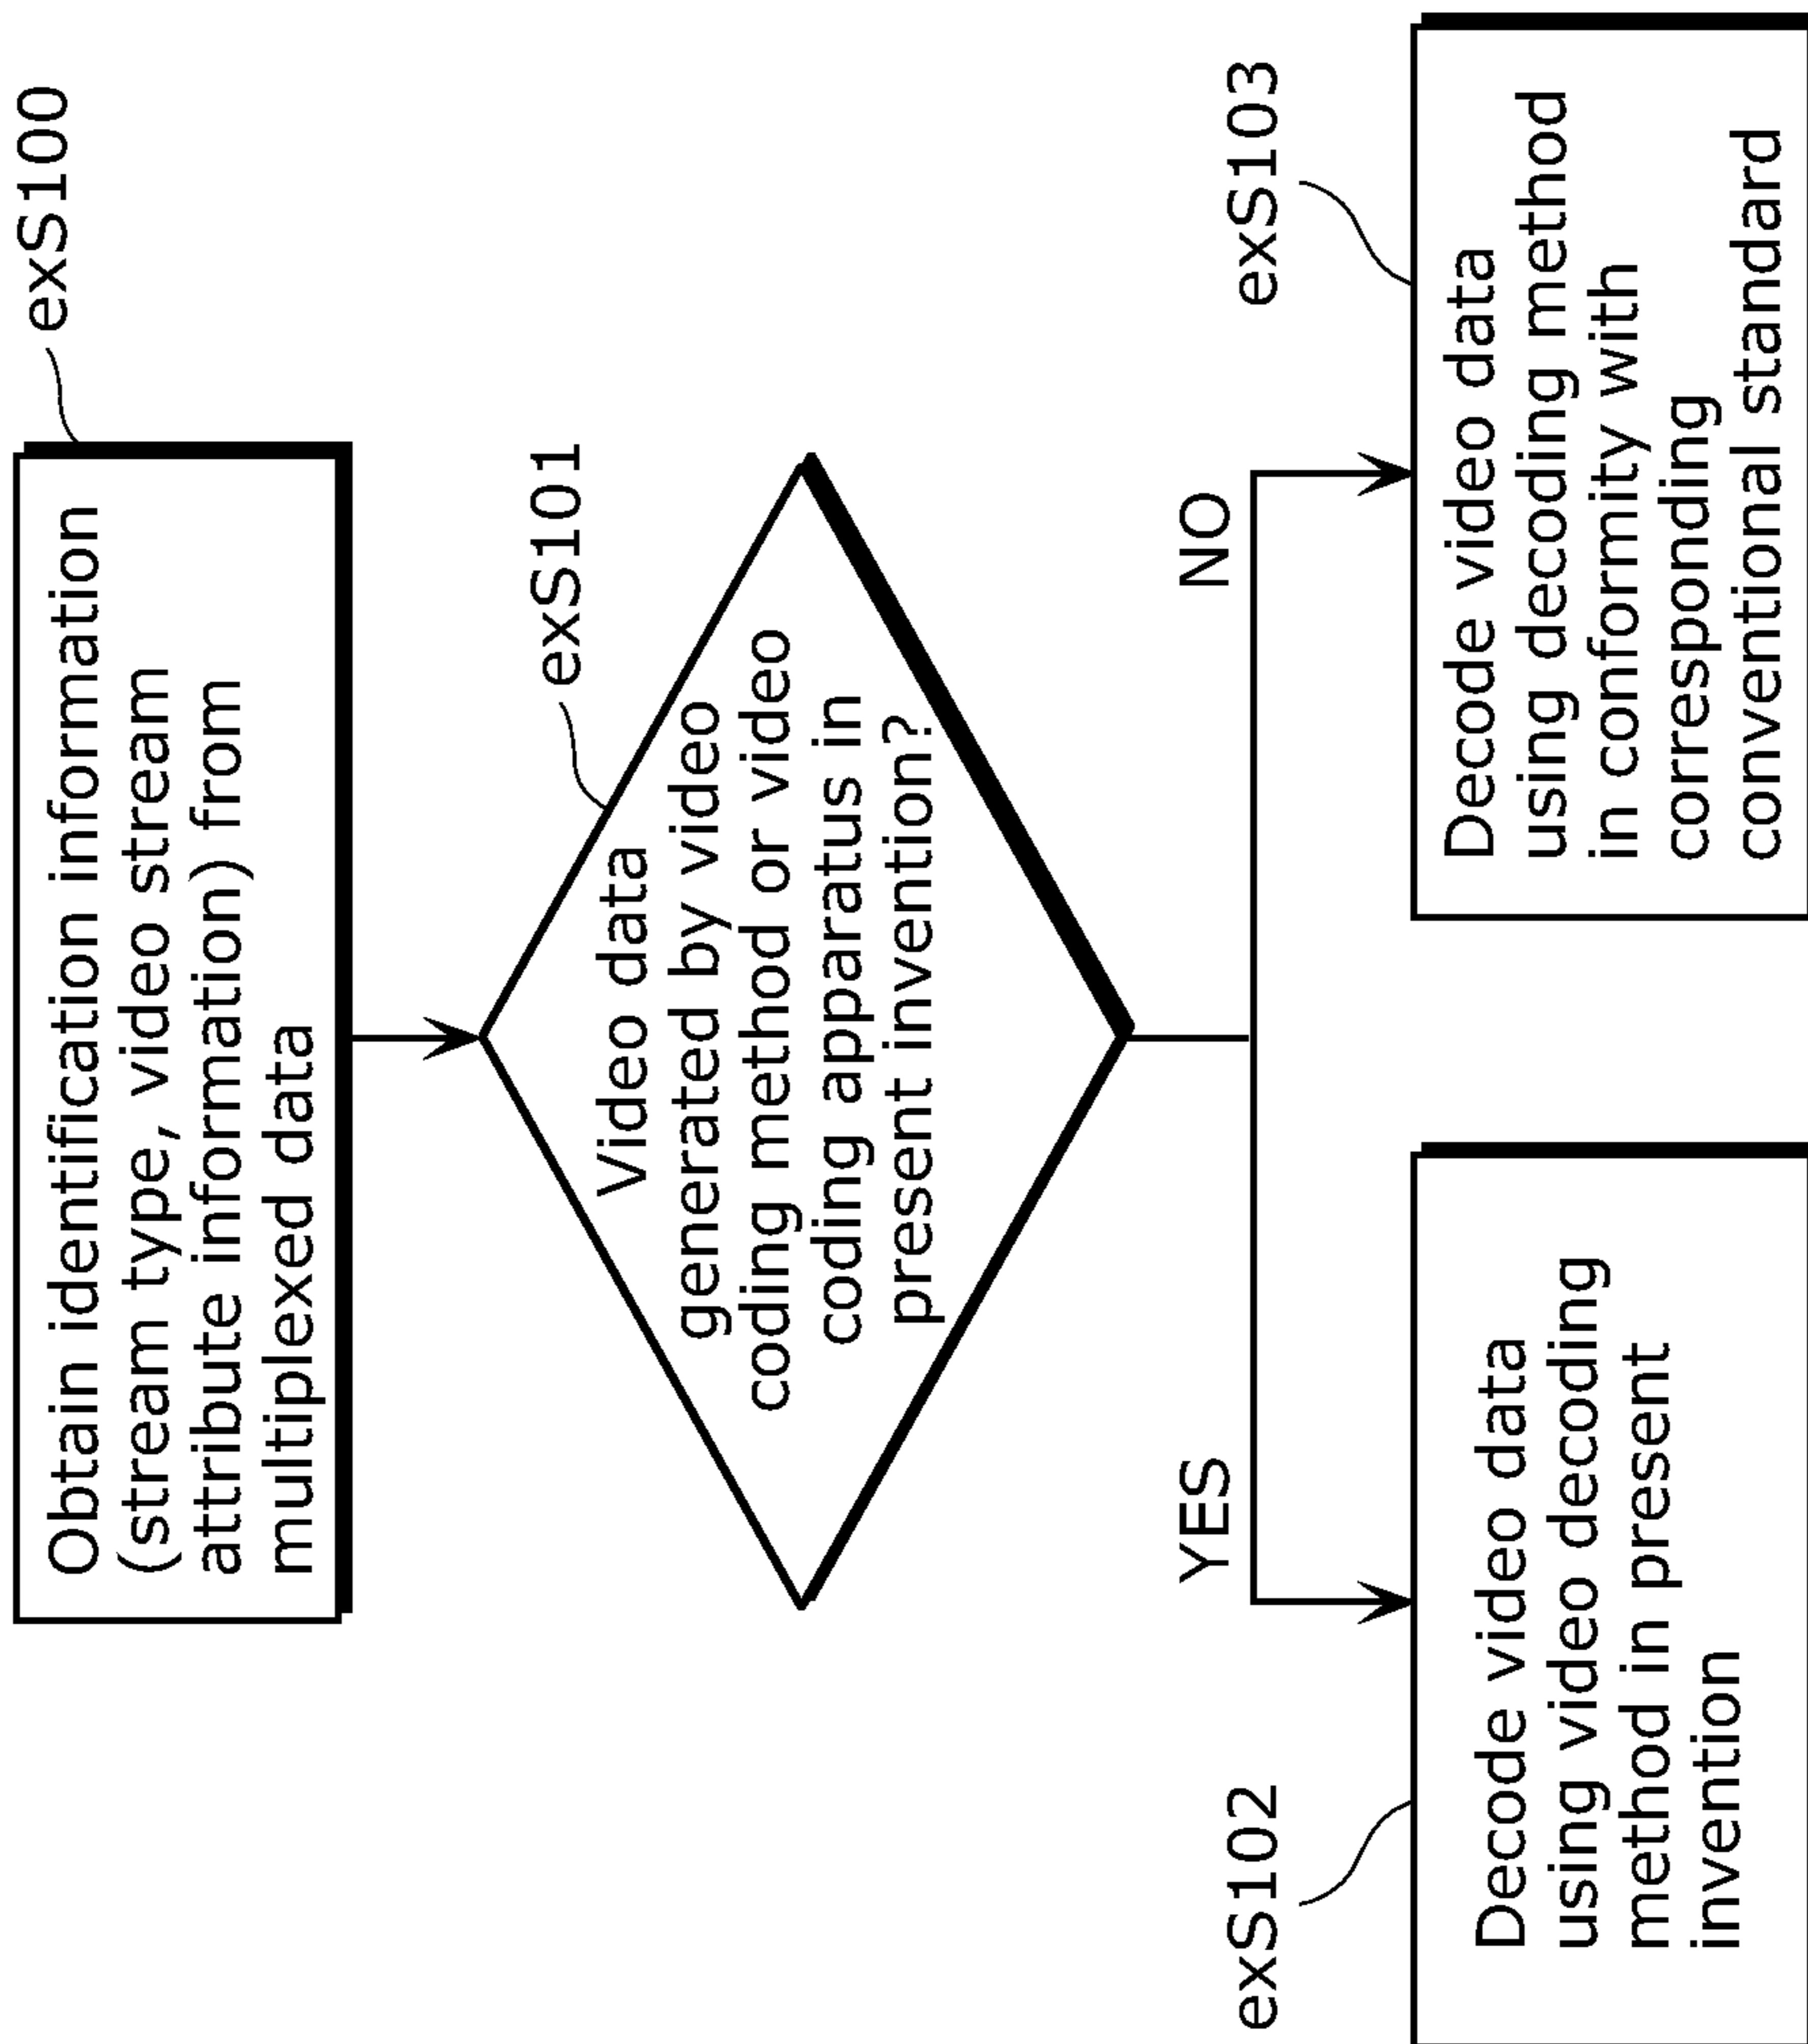 exS100
Obtain identification information
(stream type, video stream
attribute information) from
multiplexed data
exS101
Video data
generated by video
coding method or video
coding apparatus in
present invention?
YES
NO
exS102
Decode video data
using video decoding
method in present
invention
exS103
Decode video data
using decoding method
in conformity with
corresponding
conventional standard